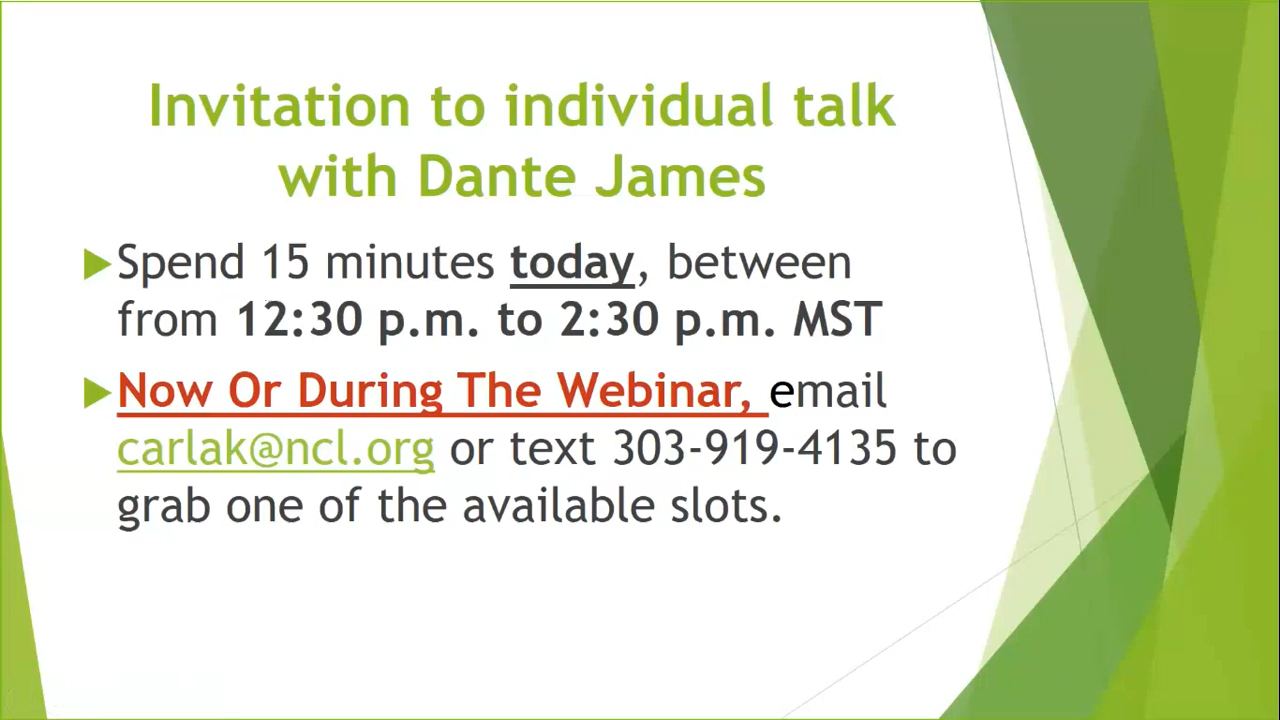 Invitation to individual talk
with Dante James
Spend 15 minutes today, between
from 12:30 p.m. to 2:30 p.m. MST
Now Or During The Webinar, email
carlak@ncl.org or text 303-919-4135 to
grab one of the available slots.